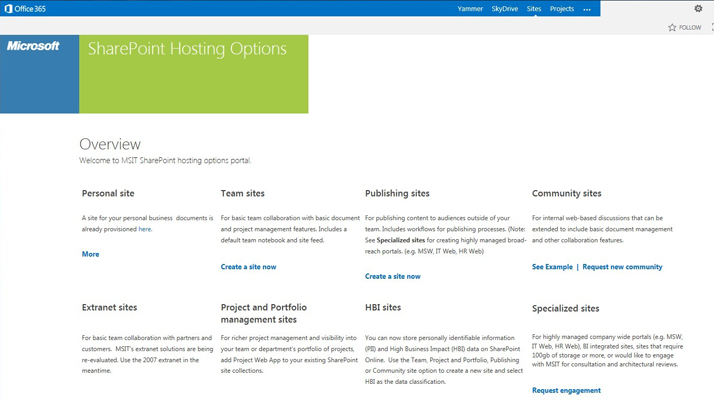 Office 365
Yammer SkyDrive Sites Projects ...
FOLLOW
Microsoft
SharePoint Hosting Options
Overview
Welcome to MSIT SharePoint hosting options portal.
Personal site
A site for your personal business documents is
already provisioned here.
More
Team sites
For basic team collaboration with basic document
and project management features. Includes a
default team notebook and site feed.
Create a site now
Publishing sites
For publishing content to audiences outside of your
team. Includes workflows for publishing processes. (Note:
See Specialized sites for creating highly managed broad-
reach portals. (e.g. MSW, IT Web, HR Web)
Create a site now
Community sites
For internal web-based discussions that can be
extended to include basic document management
and other collaboration features.
See Example | Request new community
Extranet sites
For basic team collaboration with partners and
customers. MSIT's extranet solutions are being
re-evaluated. Use the 2007 extranet in the
meantime.
Project and Portfolio
management sites
For richer project management and visibility into
your team or department's portfolio of projects,
add Project Web App to your existing SharePoint
site collections.
HBI sites
You can now store personally identifiable information
(PII) and High Business Impact (HBI) data on SharePoint
Online. Use the Team, Project and Portfolio, Publishing
or Community site option to create a new site and select
HBI as the data classification.
Specialized sites
For highly managed company wide portals (e.g. MSW,
IT Web, HR Web), BI integrated sites, sites that require
100gb of storage or more, or would like to engage
with MSIT for consultation and architectural reviews.
Request engagement